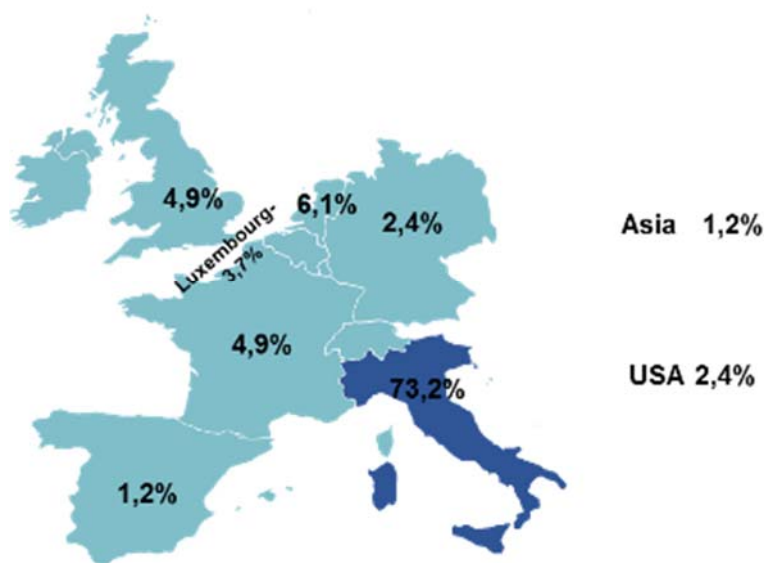 4,9%
6,1%
2,4%
Luxembourg-
3,7%
Asia 1,2%
4,9%
USA 2,4%
73,2%
1,2%